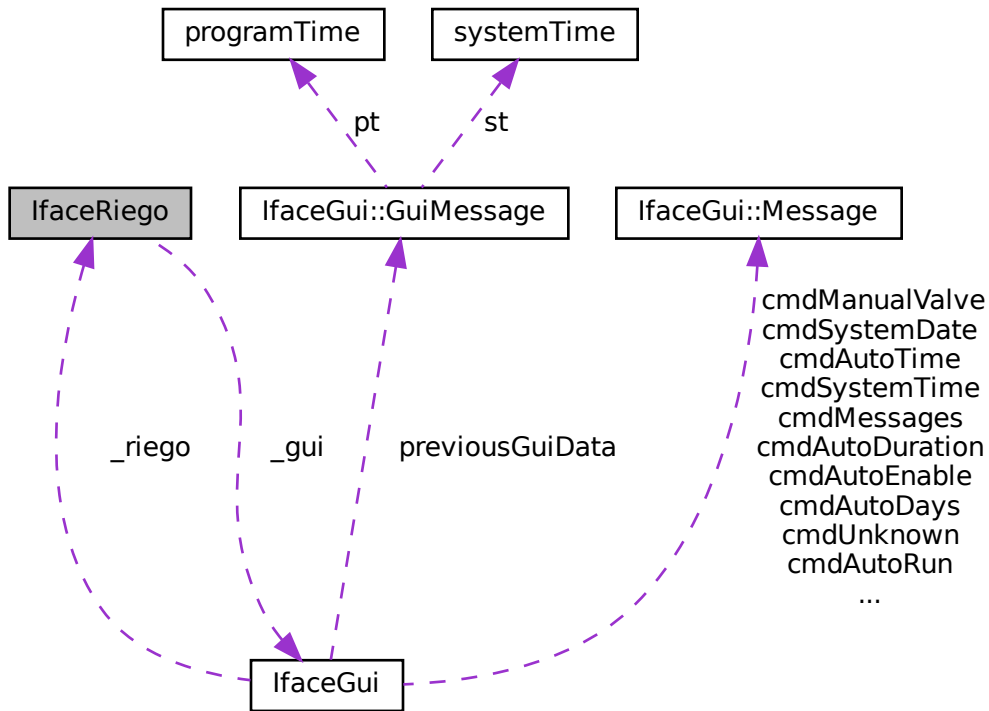 programTime
systemTime
pt
st
IfaceRiego
IfaceGui::GuiMessage
IfaceGui::Message
_riego
_gui
previousGuiData
cmdManualValve
cmdSystemDate
cmdAutoTime
cmdSystemTime
cmdMessages
cmdAutoDuration
cmdAutoEnable
cmdAutoDays
cmdUnknown
cmdAutoRun
...
IfaceGui